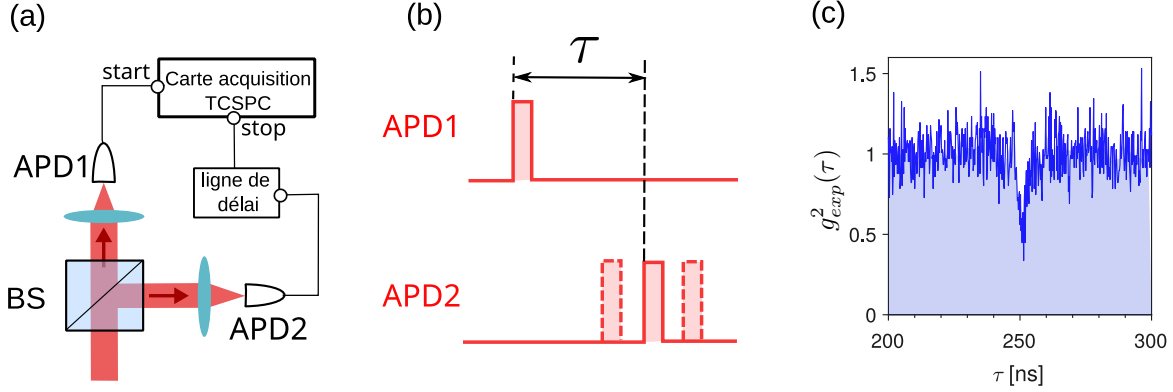 (a)
start
Carte acquisition
TCSPC
stop
APD1
ligne de
délai
BS
APD2
(b)
τ
APD1
APD2
(c)
1.5
1
0.5
0
g²exp(τ)
200
250
300
τ [ns]